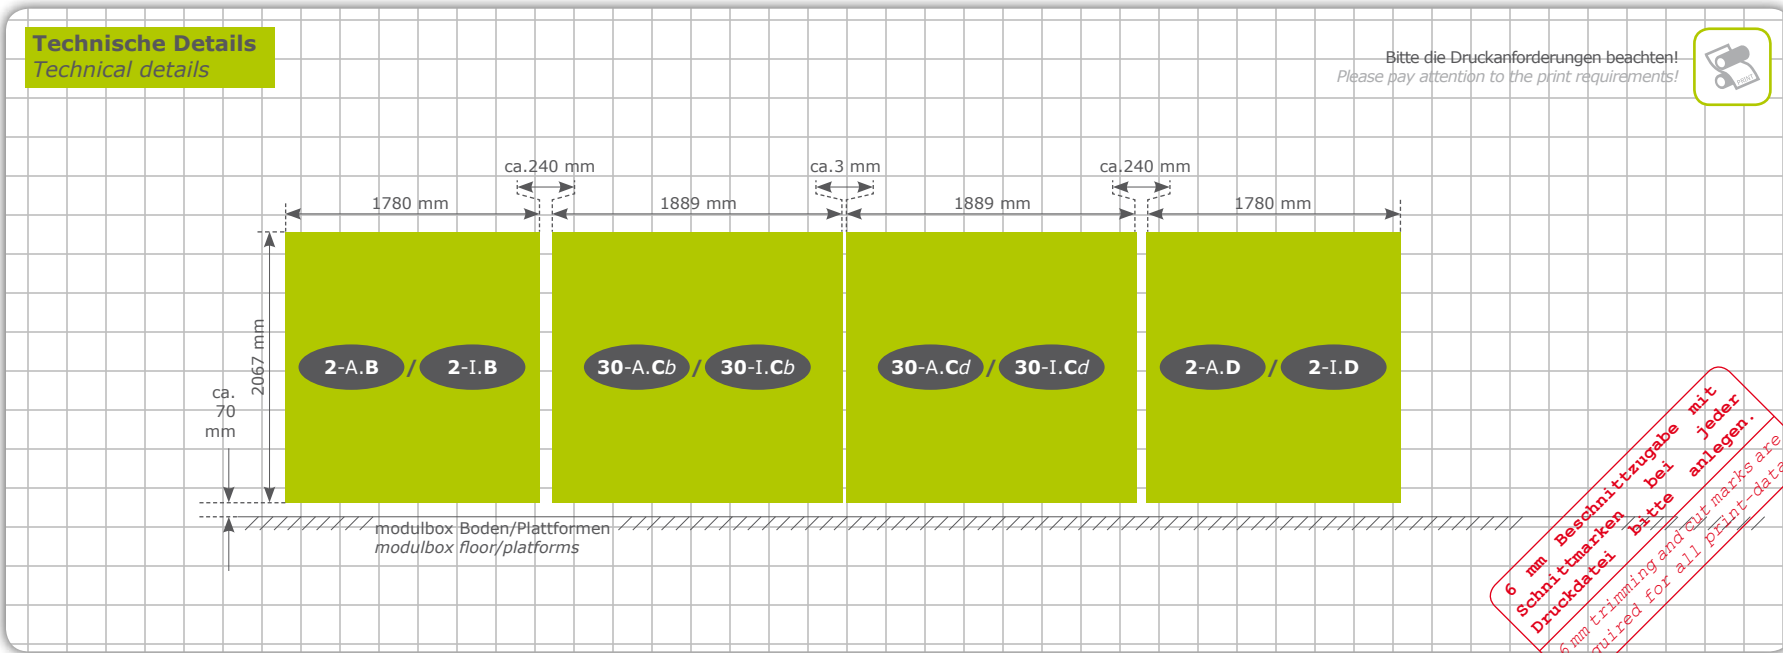 Technische Details
Technical details
Bitte die Druckanforderungen beachten!
Please pay attention to the print requirements!
PRINT
ca.240 mm
ca.3 mm
ca.240 mm
1780 mm
1889 mm
1889 mm
1780 mm
2067 mm
ca.
70
mm
2-A.B / 2-I.B
30-A.Cb / 30-I.Cb
30-A.Cd / 30-I.Cd
2-A.D / 2-I.D
modulbox Boden/Plattformen
modulbox floor/platforms
6 mm Beschnittzugabe mit
Schnittmarken bei jeder
Druckdatei bitte anlegen.
6 mm trimming and cut marks are
for all print-data